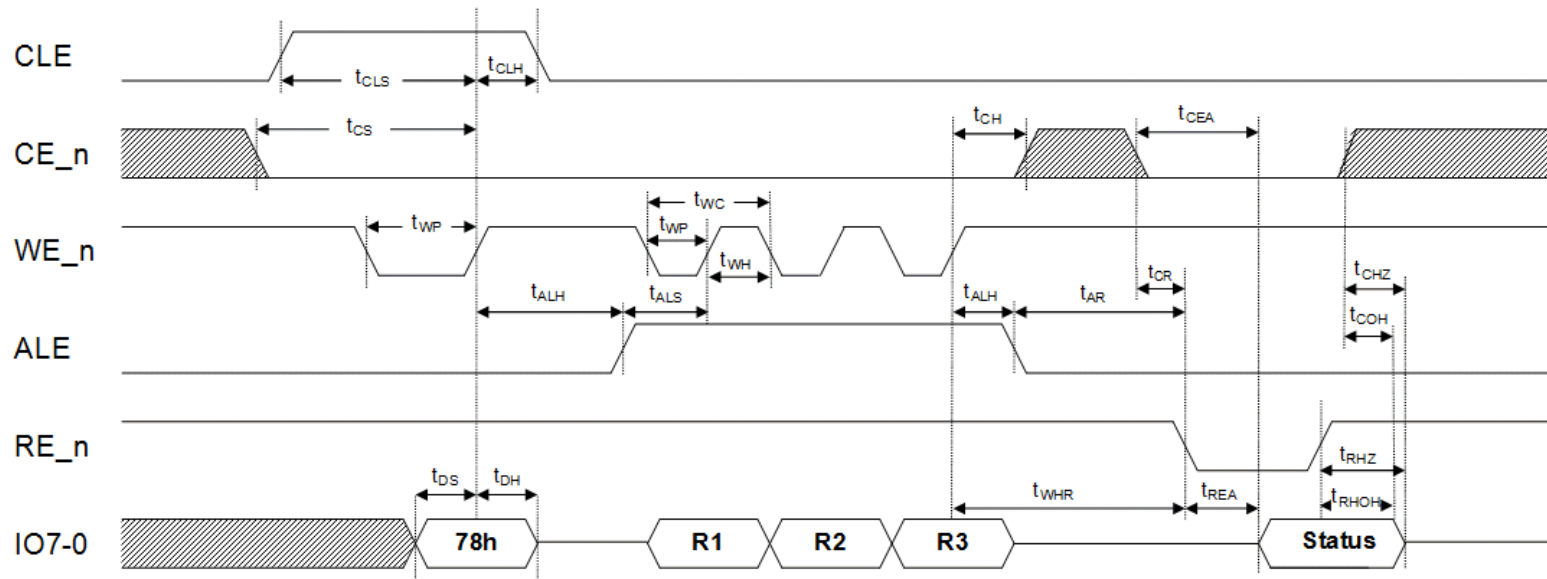 CLE
tCLS
tCLH
CE_n
tCS
tCH
tCEA
WE_n
tWP
tWC
tWP
tWH
tCR
tCHZ
ALE
tALH
tALS
tALH
tAR
tCOH
RE_n
tRHZ
IO7-0
tDS
tDH
tWHR
tREA
tRHOH
78h
R1
R2
R3
Status